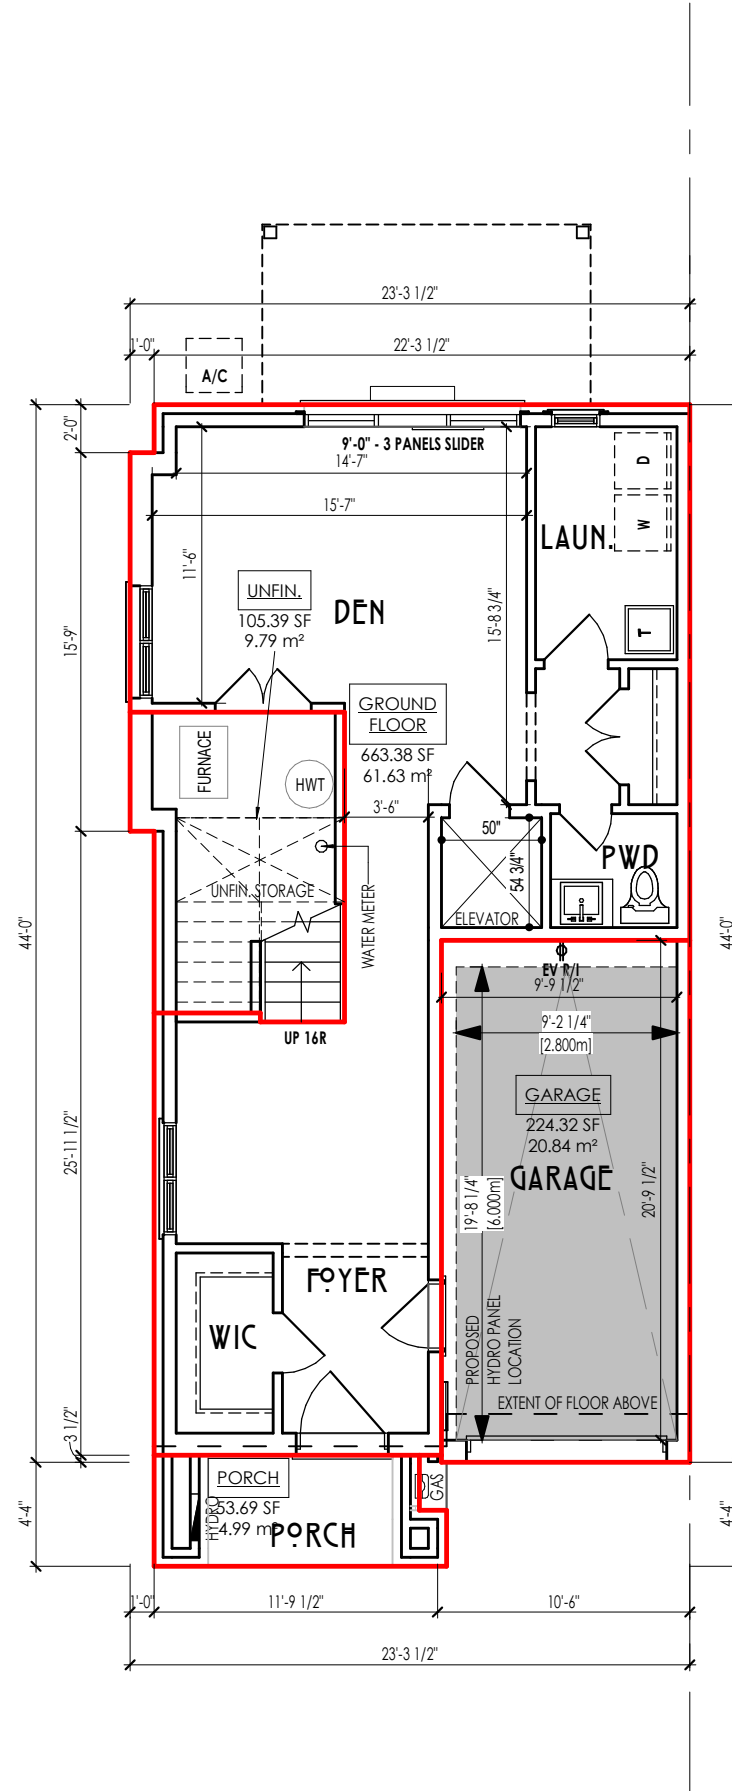 23'-3 1/2"
1'-0"
22'-3 1/2"
A/C
2'-0"
9'-0" - 3 PANELS SLIDER
14'-7"
15'-7"
D
W
LAUN.
11'-6"
UNFIN.
105.39 SF
9.79 m²
DEN
15'-8 3/4"
T
15'-9"
GROUND
FLOOR
663.38 SF
61.63 m²
FURNACE
HWT
3'-6"
50"
54 3/4"
PWD
UNFIN. STORAGE
WATER METER
ELEVATOR
44'-0"
44'-0"
EV R/I
9'-9 1/2"
9'-2 1/4"
[2.800m]
UP 16R
GARAGE
224.32 SF
20.84 m²
GARAGE
25'-11 1/2"
19'-8 1/4"
[6.000m]
20'-9 1/2"
FOYER
WIC
PROPOSED
HYDRO PANEL
LOCATION
EXTENT OF FLOOR ABOVE
3 1/2"
PORCH
53.69 SF
4.99 m²
HYDRO
PORCH
GAS
4'-4"
4'-4"
1'-0"
11'-9 1/2"
10'-6"
23'-3 1/2"